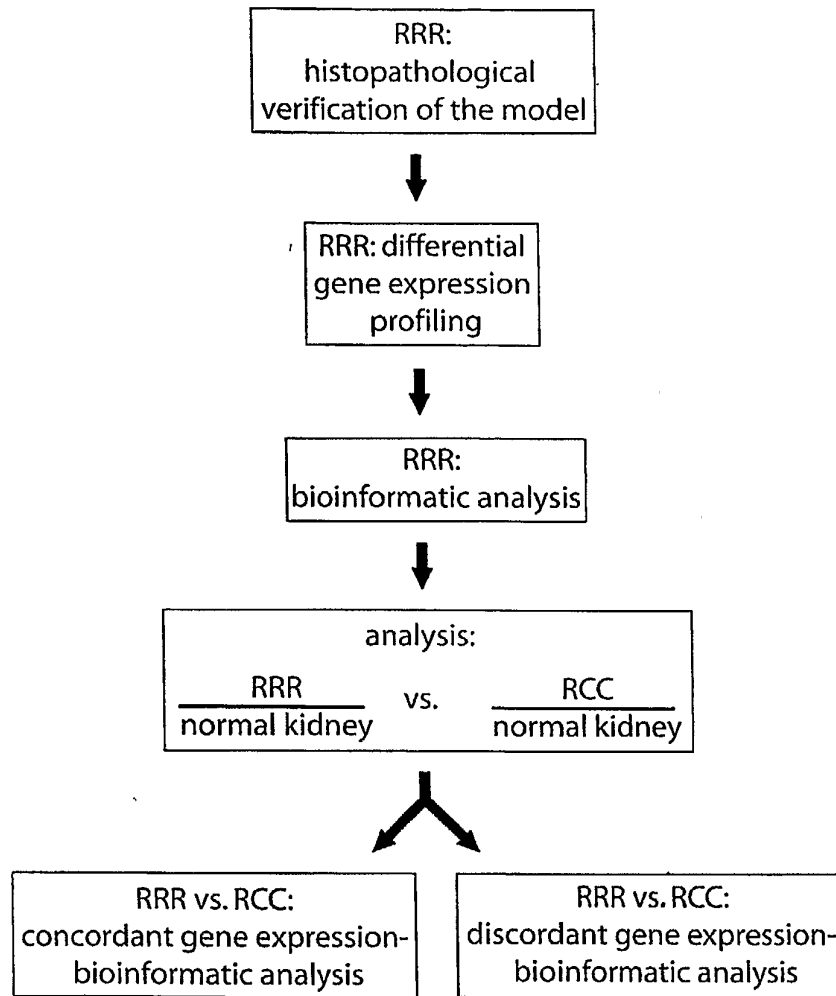 RRR:
histopathological
verification of the model
RRR: differential
gene expression
profiling
RRR:
bioinformatic analysis
analysis:
RRR vs. RCC
normal kidney normal kidney
RRR vs. RCC:
concordant gene expression-
bioinformatic analysis
RRR vs. RCC:
discordant gene expression-
bioinformatic analysis